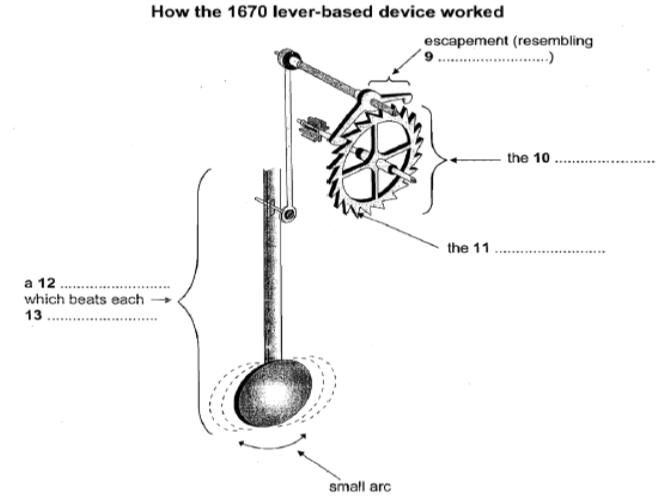 How the 1670 lever-based device worked
escapement (resembling
9 ..........................)
the 10 ........................
the 11 ..........................
a 12 ..........................
which beats each
13 ..........................
small arc